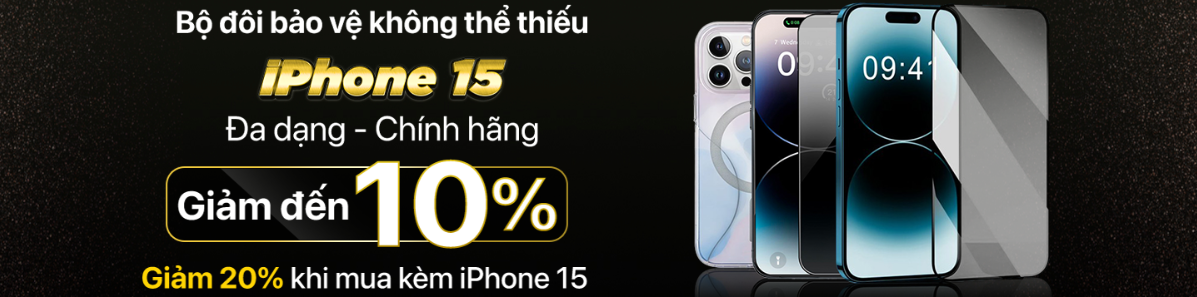 Bộ đôi bảo vệ không thể thiếu
iPhone 15
Đa dạng - Chính hãng
Giảm đến 10%
Giảm 20% khi mua kèm iPhone 15
09:41